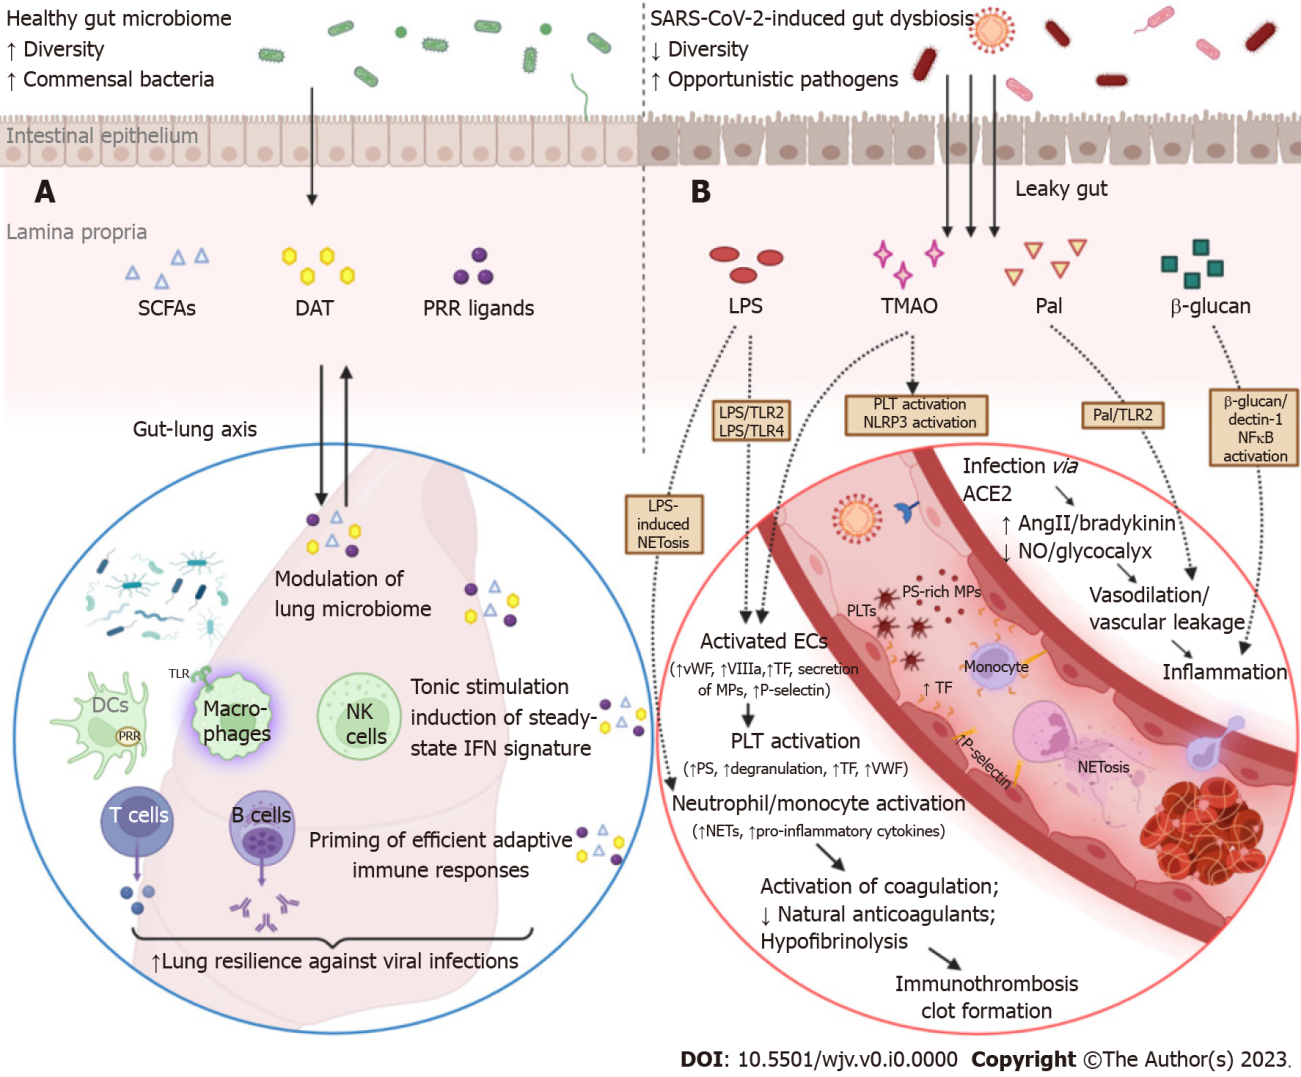 Healthy gut microbiome
↑ Diversity
↑ Commensal bacteria
Intestinal epithelium
A
Lamina propria
SCFAs
DAT
PRR ligands
Gut-lung axis
Modulation of
lung microbiome
TLR
DCs
PRR
Macro-
phages
NK
cells
Tonic stimulation
induction of steady-
state IFN signature
T cells
B cells
Priming of efficient adaptive
immune responses
↑Lung resilience against viral infections
SARS-CoV-2-induced gut dysbiosis
↓ Diversity
↑ Opportunistic pathogens
B
Leaky gut
LPS
TMAO
Pal
β-glucan
LPS/TLR2
LPS/TLR4
PLT activation
NLRP3 activation
Pal/TLR2
β-glucan/
dectin-1
NFκB
activation
LPS-
induced
NETosis
Infection via
ACE2
↑ AngII/bradykinin
↓ NO/glycocalyx
Vasodilation/
vascular leakage
Inflammation
PS-rich MPs
PLTs
Monocyte
↑ TF
↑P-selectin
NETosis
Activated ECs
(↑vWF, ↑VIIIa,↑TF, secretion
of MPs, ↑P-selectin)
PLT activation
(↑PS, ↑degranulation, ↑TF, ↑VWF)
Neutrophil/monocyte activation
(↑NETs, ↑pro-inflammatory cytokines)
Activation of coagulation;
↓ Natural anticoagulants;
Hypofibrinolysis
Immunothrombosis
clot formation
DOI: 10.5501/wjv.v0.i0.0000 Copyright ©The Author(s) 2023.